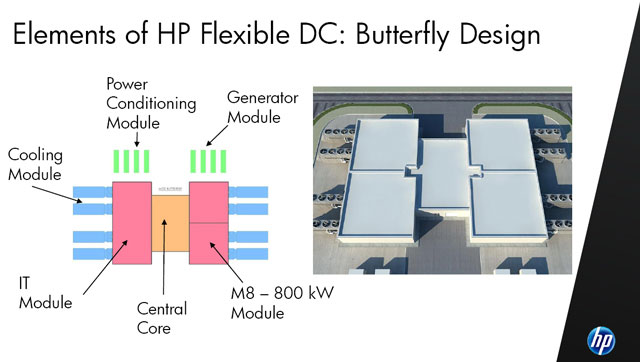 Elements of HP Flexible DC: Butterfly Design
Power
Conditioning
Module
Generator
Module
Cooling
Module
IT
Module
Central
Core
M8 – 800 kW
Module
hp